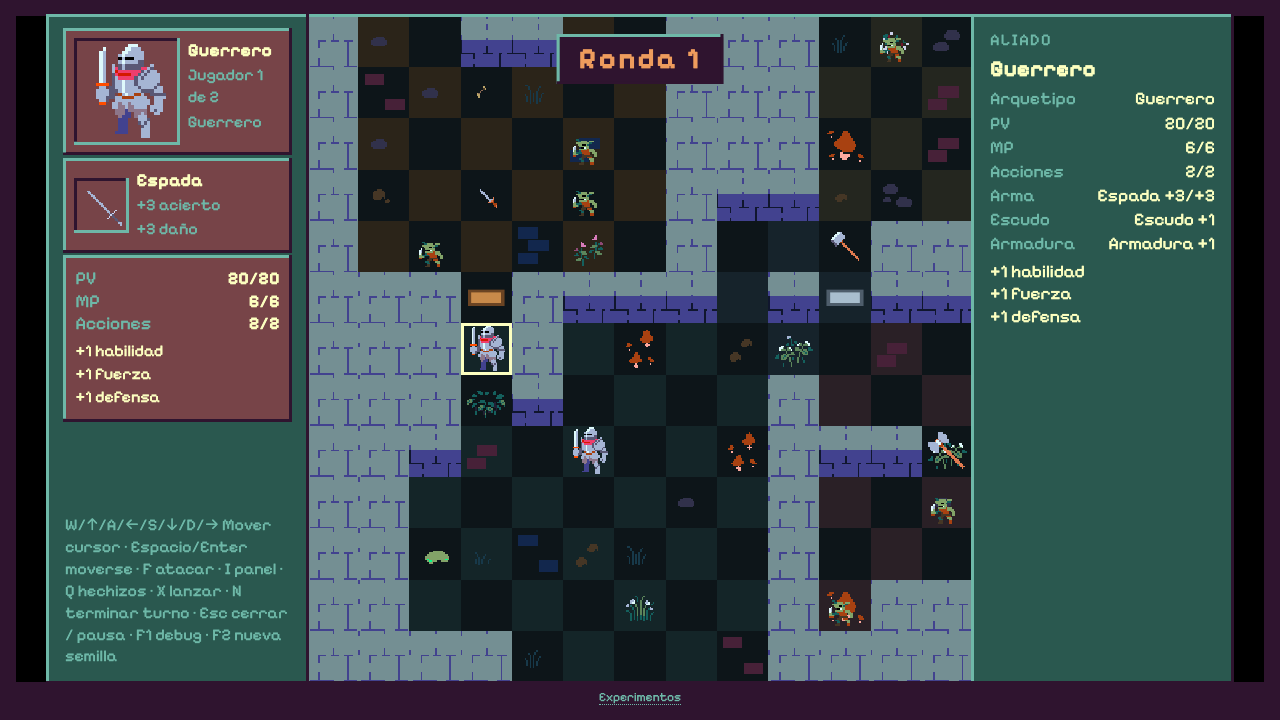 Guerrero
Jugador 1
de 2
Guerrero
Espada
+3 acierto
+3 daño
PV 20/20
MP 6/6
Acciones 2/2
+1 habilidad
+1 fuerza
+1 defensa
W/↑/A/←/S/↓/D/→ Mover
cursor · Espacio/Enter
moverse · F atacar · I panel ·
Q hechizos · X lanzar · N
terminar turno · Esc cerrar
/ pausa · F1 debug · F2 nueva
semilla
Ronda 1
ALIADO
Guerrero
Arquetipo Guerrero
PV 20/20
MP 6/6
Acciones 2/2
Arma Espada +3/+3
Escudo Escudo +1
Armadura Armadura +1
+1 habilidad
+1 fuerza
+1 defensa
Experimentos